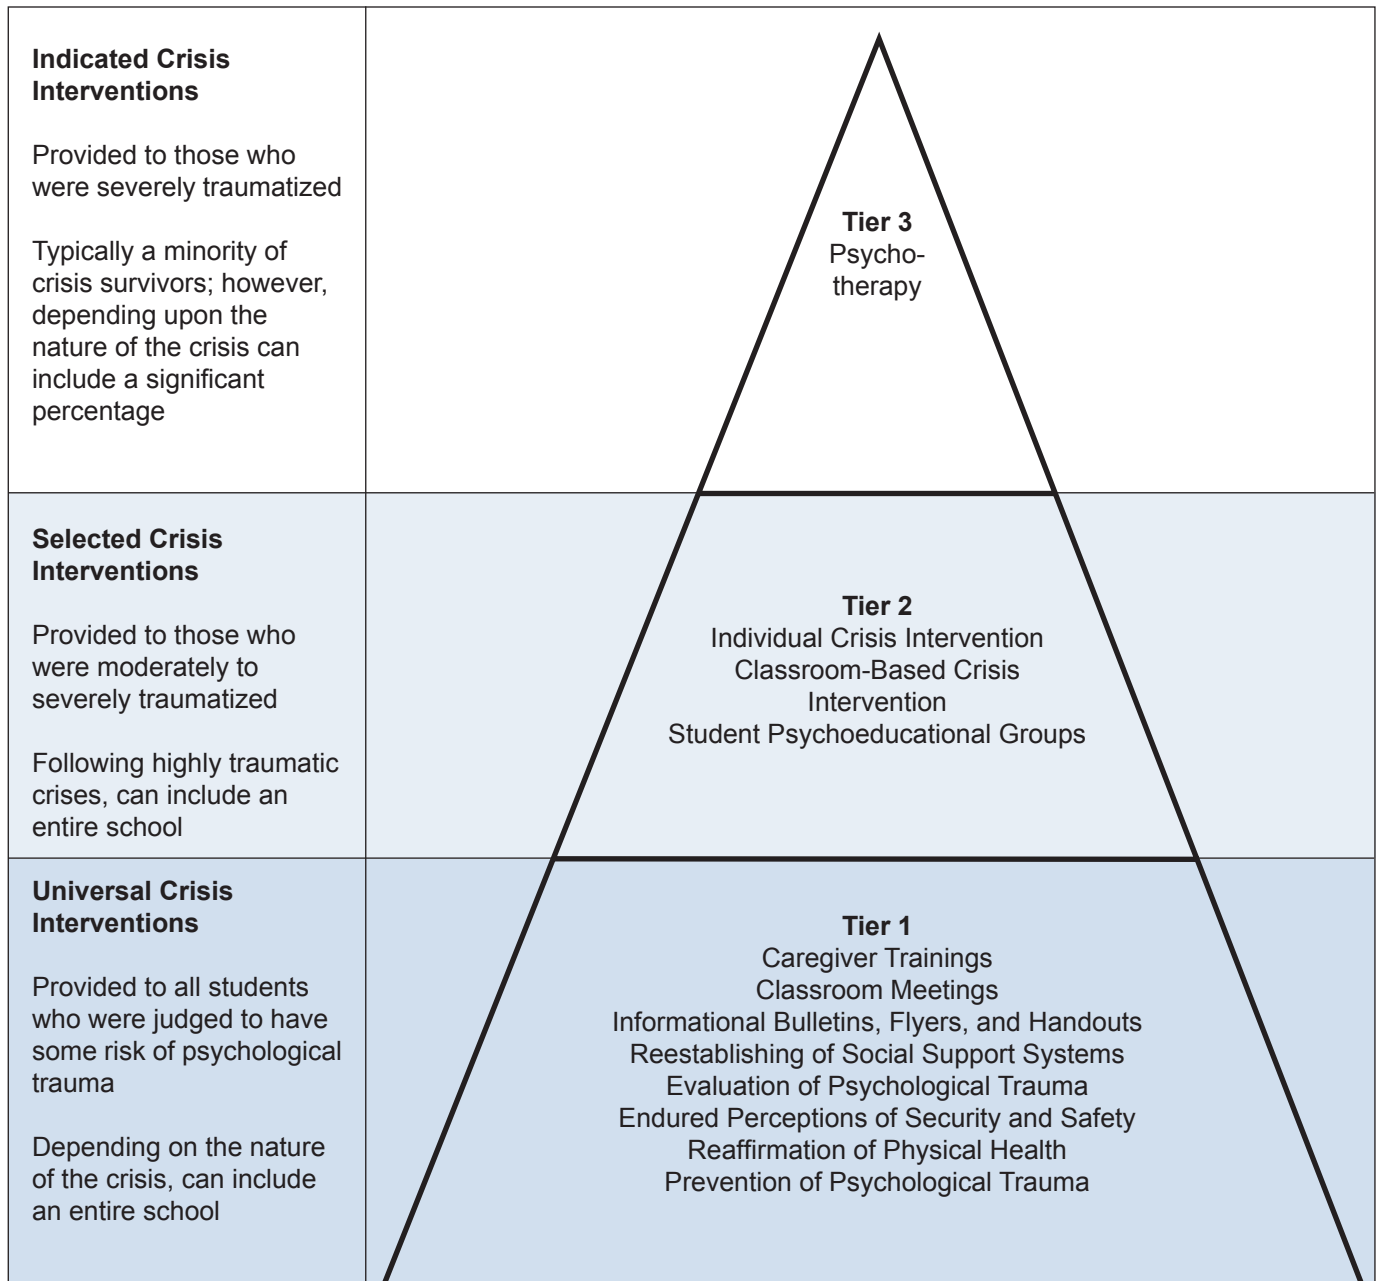 Indicated Crisis
Interventions
Provided to those who
were severely traumatized
Typically a minority of
crisis survivors; however,
depending upon the
nature of the crisis can
include a significant
percentage
Tier 3
Psycho-
therapy
Selected Crisis
Interventions
Provided to those who
were moderately to
severely traumatized
Following highly traumatic
crises, can include an
entire school
Tier 2
Individual Crisis Intervention
Classroom-Based Crisis
Intervention
Student Psychoeducational Groups
Universal Crisis
Interventions
Provided to all students
who were judged to have
some risk of psychological
trauma
Depending on the nature
of the crisis, can include
an entire school
Tier 1
Caregiver Trainings
Classroom Meetings
Informational Bulletins, Flyers, and Handouts
Reestablishing of Social Support Systems
Evaluation of Psychological Trauma
Endured Perceptions of Security and Safety
Reaffirmation of Physical Health
Prevention of Psychological Trauma